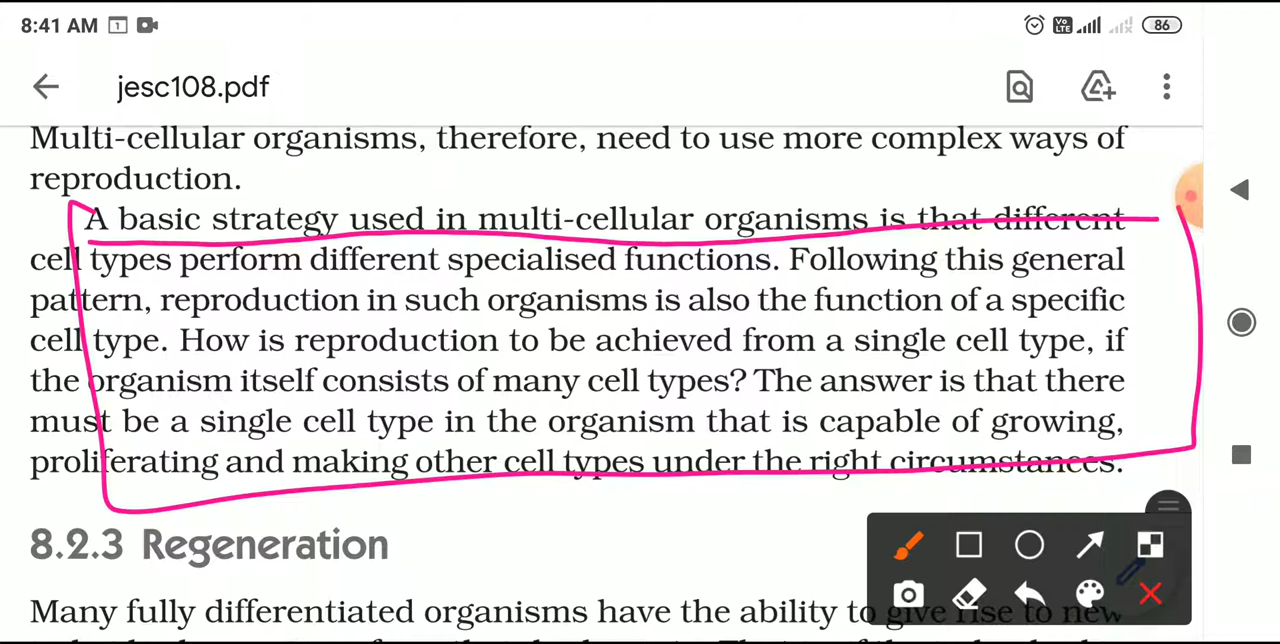 8:41 AM 1 Vo LTE 86
jesc108.pdf
Multi-cellular organisms, therefore, need to use more complex ways of
reproduction.
A basic strategy used in multi-cellular organisms is that different
cell types perform different specialised functions. Following this general
pattern, reproduction in such organisms is also the function of a specific
cell type. How is reproduction to be achieved from a single cell type, if
the organism itself consists of many cell types? The answer is that there
must be a single cell type in the organism that is capable of growing,
proliferating and making other cell types under the right circumstances.
8.2.3 Regeneration
Many fully differentiated organisms have the ability to give rise to new